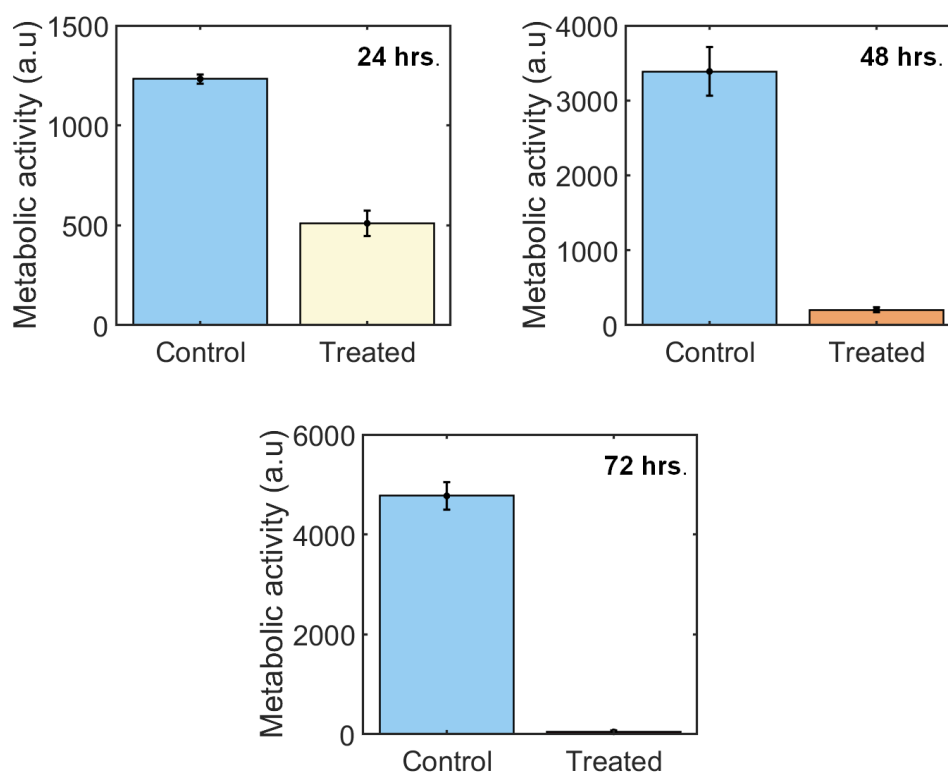 Metabolic activity (a.u)
1500
1000
500
0
24 hrs.
Control Treated
Metabolic activity (a.u)
4000
3000
2000
1000
0
48 hrs.
Control Treated
Metabolic activity (a.u)
6000
4000
2000
0
72 hrs.
Control Treated